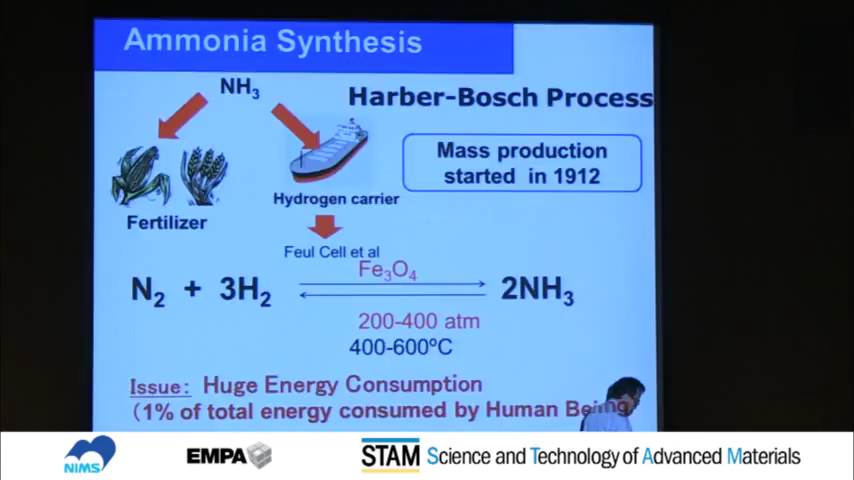 Ammonia Synthesis
NH₃
Harber-Bosch Process
Mass production
started in 1912
Hydrogen carrier
Fertilizer
Feul Cell et al
Fe₃O₄
N₂ + 3H₂ 2NH₃
200-400 atm
400-600ºC
Issue: Huge Energy Consumption
(1% of total energy consumed by Human Being
NIMS
EMPA
STAM Science and Technology of Advanced Materials